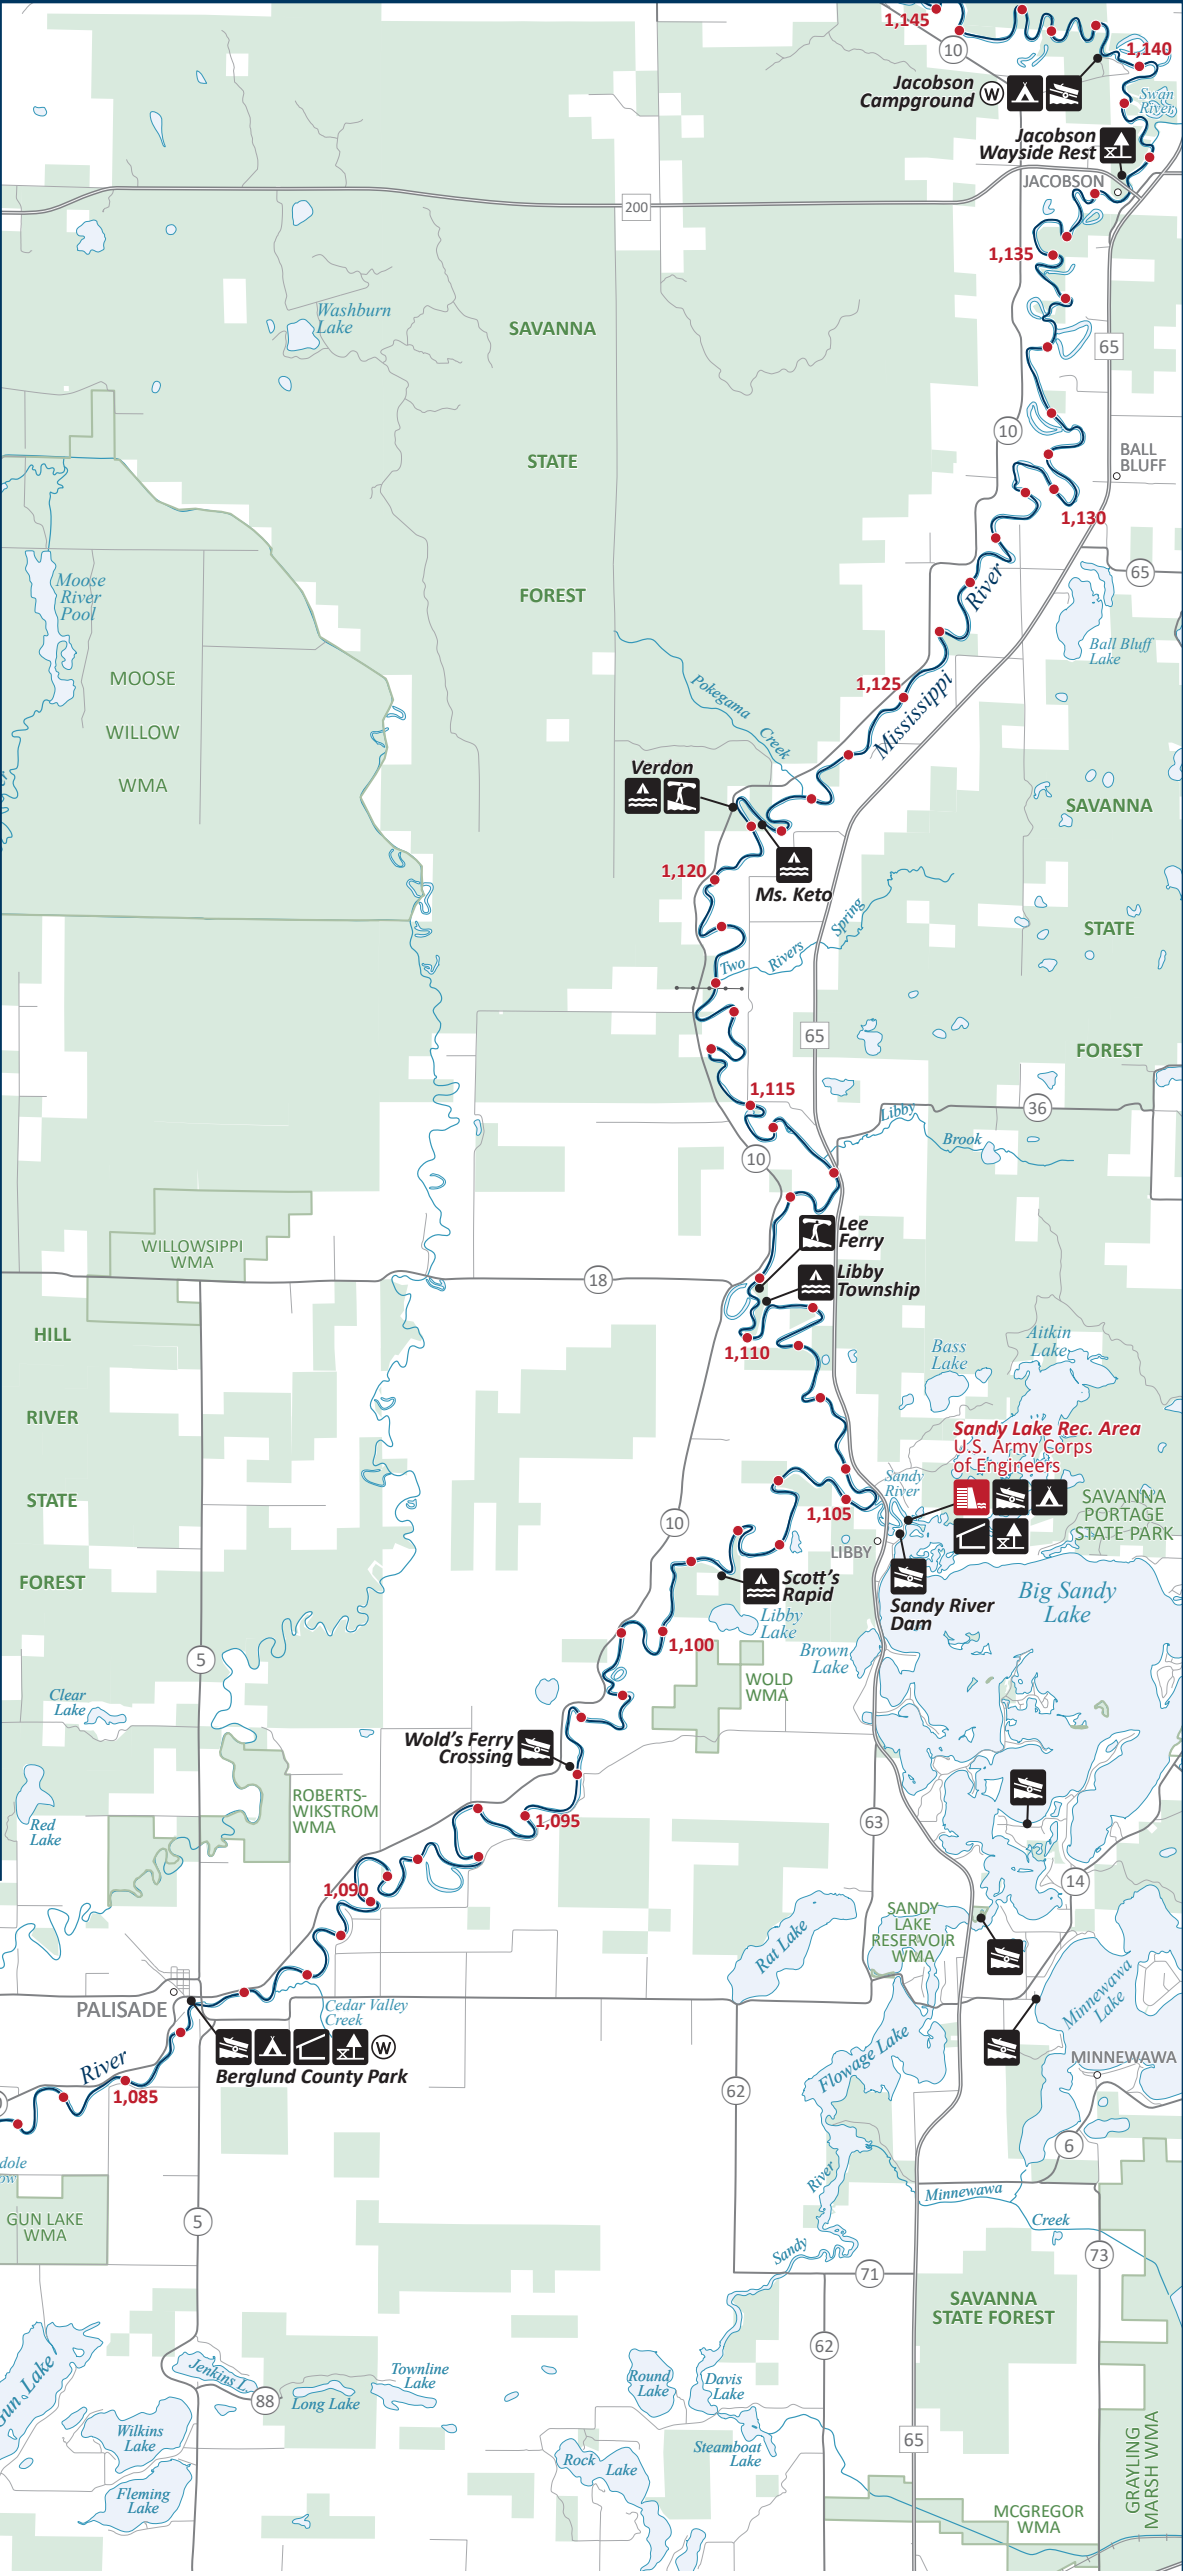 1,145
10
1,140
Jacobson
Campground
W
Swan
River
Jacobson
Wayside Rest
JACOBSON
200
1,135
Washburn
Lake
SAVANNA
65
10
BALL
BLUFF
STATE
1,130
65
Moose
River
Pool
FOREST
River
Ball Bluff
Lake
MOOSE
WILLOW
WMA
1,125
Pokegama
Creek
Mississippi
Verdon
SAVANNA
1,120
Ms. Keto
Spring
STATE
Two
Rivers
65
FOREST
1,115
36
Libby
Brook
10
Lee
Ferry
WILLOWSIPPI
WMA
18
Libby
Township
HILL
1,110
Bass
Lake
Aitkin
Lake
RIVER
Sandy Lake Rec. Area
U.S. Army Corps
of Engineers
Sandy
River
STATE
1,105
SAVANNA
PORTAGE
STATE PARK
10
LIBBY
FOREST
Scott's
Rapid
Big Sandy
Lake
Sandy River
Dam
Libby
Lake
1,100
5
Brown
Lake
WOLD
WMA
Clear
Lake
Wold's Ferry
Crossing
ROBERTS-
WIKSTROM
WMA
Red
Lake
1,095
63
14
1,090
SANDY
LAKE
RESERVOIR
WMA
Rat Lake
Minnewawa
Lake
PALISADE
Cedar Valley
Creek
W
Berglund County Park
Flowage Lake
MINNEWAWA
River
1,085
62
6
dole
ow
River
Minnewawa
Creek
GUN LAKE
WMA
5
Sandy
73
71
SAVANNA
STATE FOREST
62
Gun Lake
Jenkins L.
88
Long Lake
Townline
Lake
Round
Lake
Davis
Lake
Wilkins
Lake
65
Steamboat
Lake
Rock
Lake
Fleming
Lake
GRAYLING
MARSH WMA
MCGREGOR
WMA